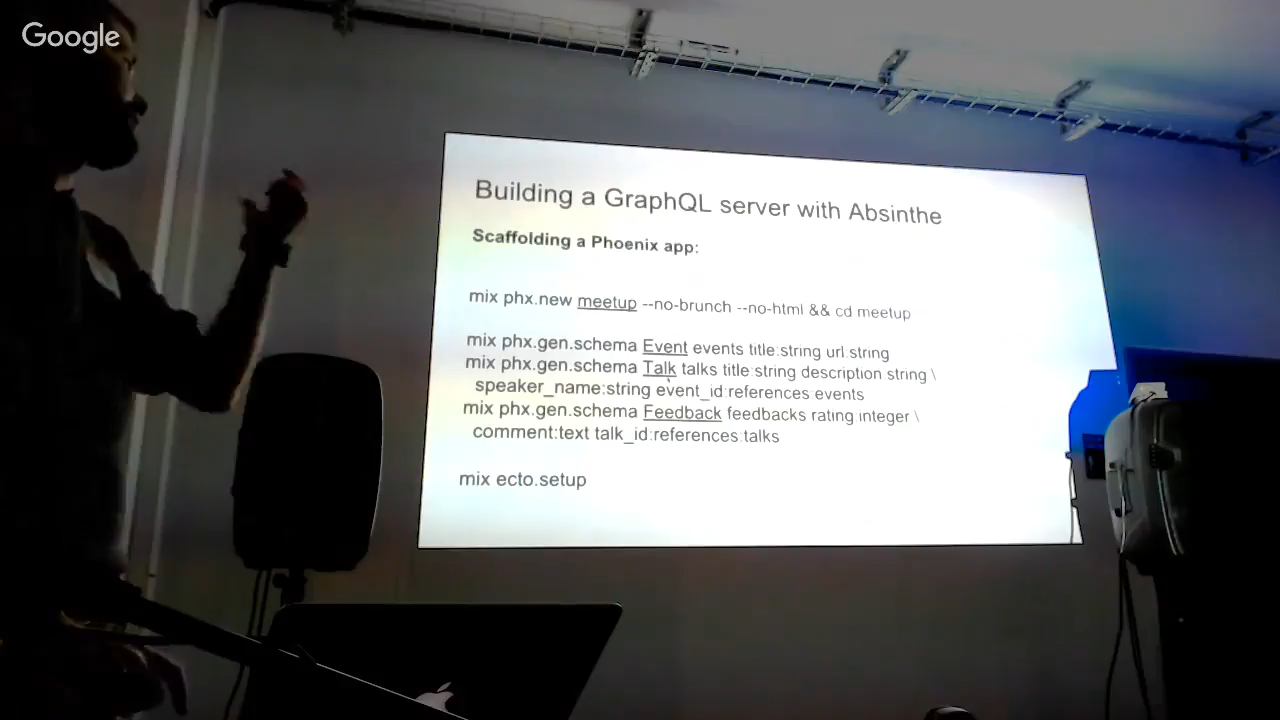 Google
Building a GraphQL server with Absinthe
Scaffolding a Phoenix app:
mix phx.new meetup --no-brunch --no-html && cd meetup
mix phx.gen.schema Event events title:string url:string
mix phx.gen.schema Talk talks title:string description:string \
speaker_name:string event_id:references:events
mix phx.gen.schema Feedback feedbacks rating:integer \
comment:text talk_id:references:talks
mix ecto.setup